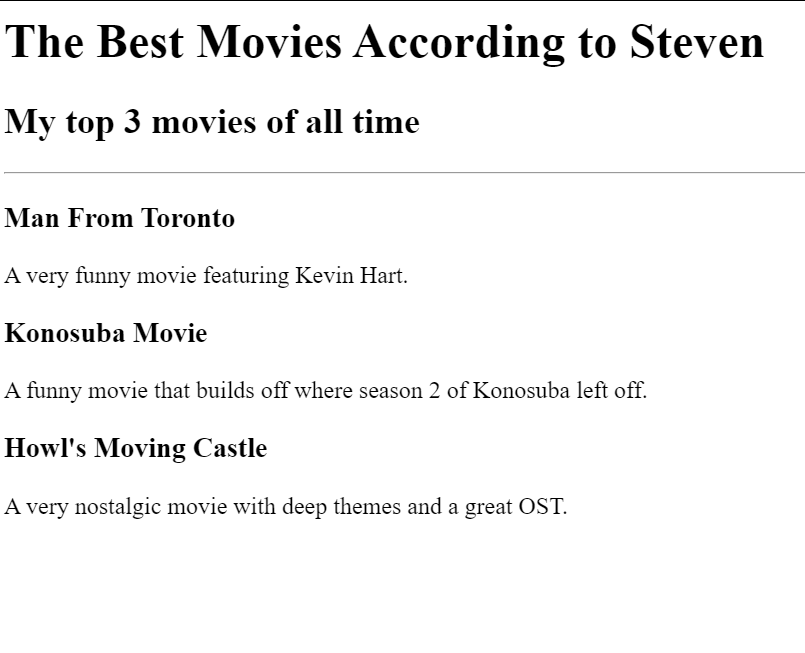 The Best Movies According to Steven
My top 3 movies of all time
Man From Toronto
A very funny movie featuring Kevin Hart.
Konosuba Movie
A funny movie that builds off where season 2 of Konosuba left off.
Howl's Moving Castle
A very nostalgic movie with deep themes and a great OST.